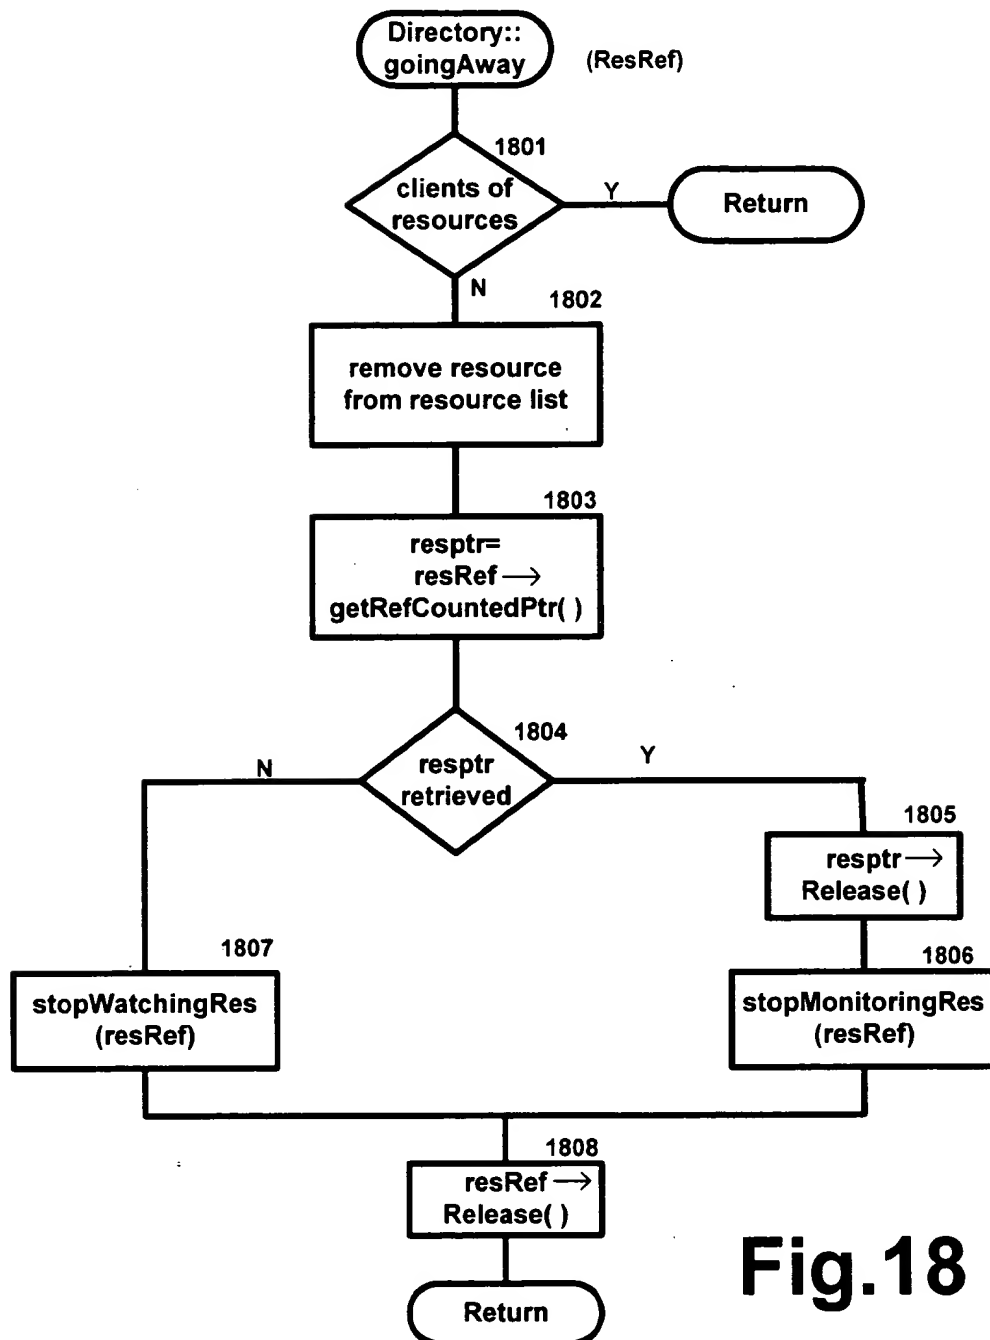 Directory::
goingAway
(ResRef)
1801
clients of
resources
Y
Return
N
1802
remove resource
from resource list
1803
resptr=
resRef →
getRefCountedPtr( )
1804
resptr
retrieved
N
Y
1805
resptr →
Release( )
1807
stopWatchingRes
(resRef)
1806
stopMonitoringRes
(resRef)
1808
resRef →
Release( )
Return
Fig.18